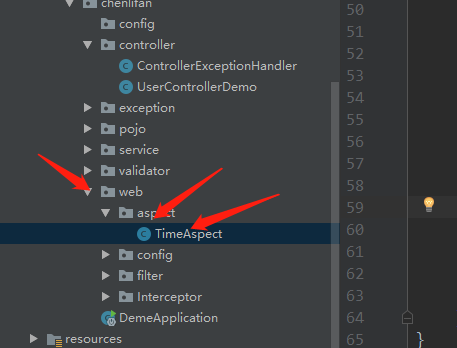 chenlifan
config
controller
ControllerExceptionHandler
UserControllerDemo
exception
pojo
service
validator
web
aspect
TimeAspect
config
filter
Interceptor
DemeApplication
resources
50
51
52
53
54
55
56
57
58
59
60
61
62
63
64
65
}